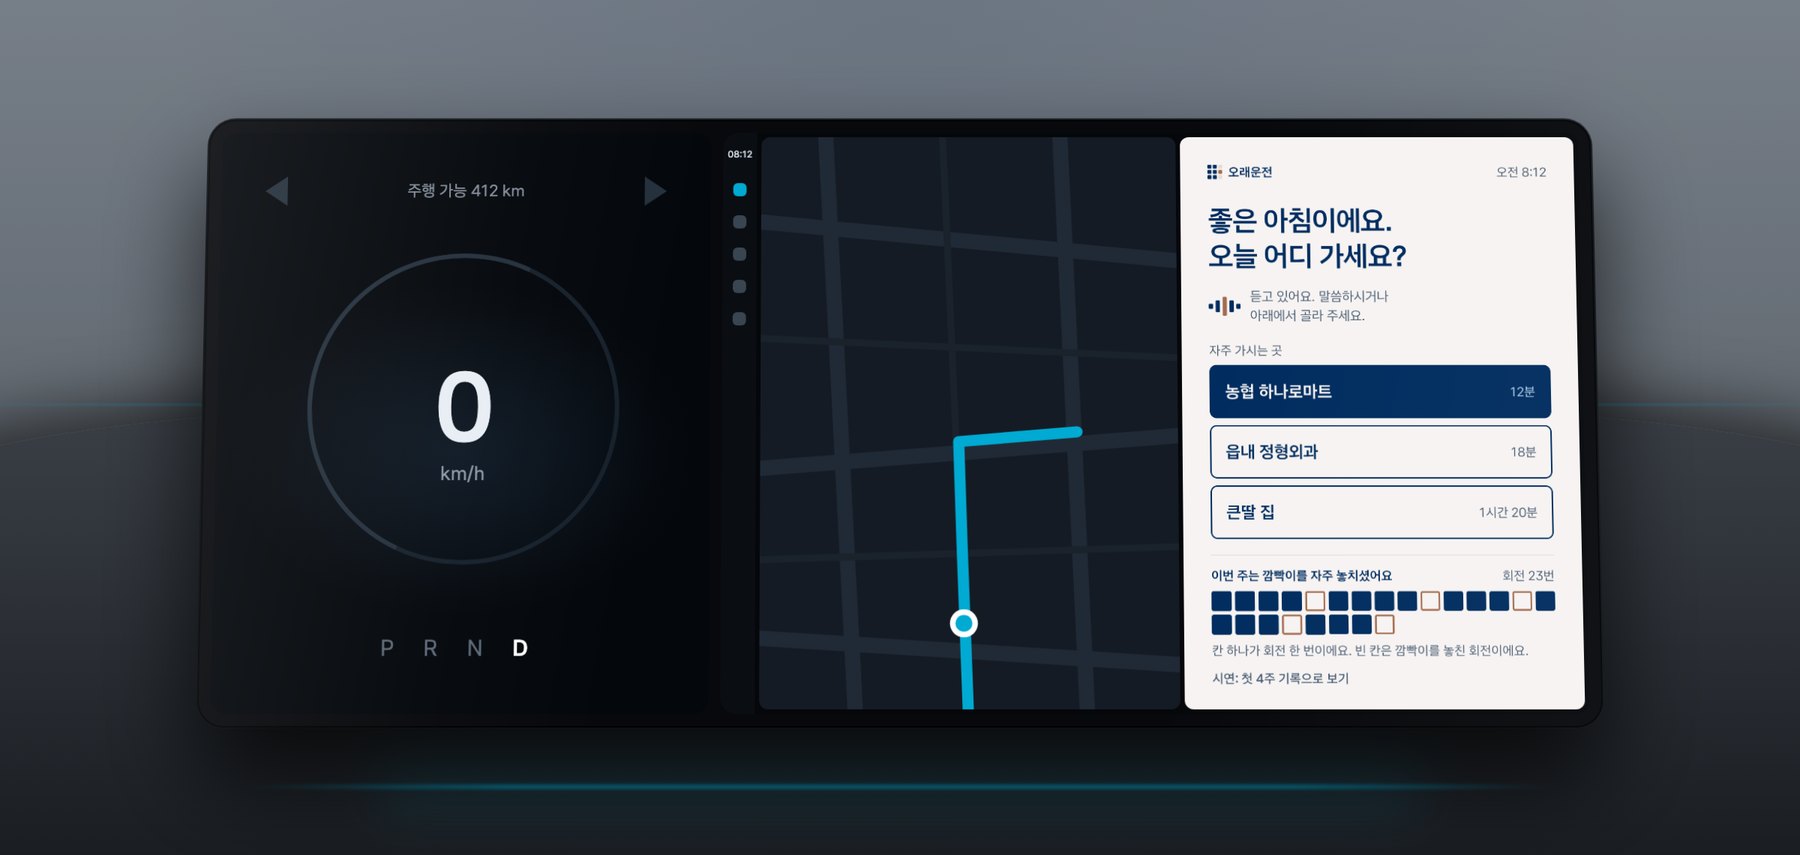 주행 가능 412 km
0
km/h
P R N D
08:12
오래운전
오전 8:12
좋은 아침이에요.
오늘 어디 가세요?
듣고 있어요. 말씀하시거나
아래에서 골라 주세요.
자주 가시는 곳
농협 하나로마트 12분
읍내 정형외과 18분
큰딸 집 1시간 20분
이번 주는 깜빡이를 자주 놓치셨어요 회전 23번
칸 하나가 회전 한 번이에요. 빈 칸은 깜빡이를 놓친 회전이에요.
시연: 첫 4주 기록으로 보기